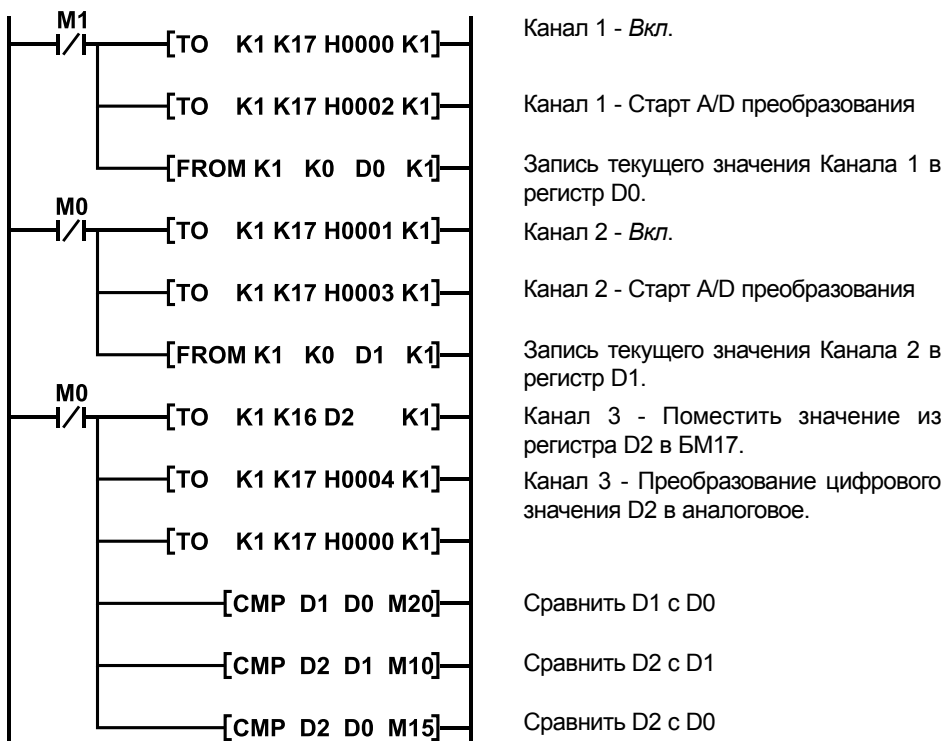 M1
[TO K1 K17 H0000 K1]
Канал 1 - Вкл.
[TO K1 K17 H0002 K1]
Канал 1 - Старт A/D преобразования
[FROM K1 K0 D0 K1]
Запись текущего значения Канала 1 в
регистр D0.
M0
[TO K1 K17 H0001 K1]
Канал 2 - Вкл.
[TO K1 K17 H0003 K1]
Канал 2 - Старт A/D преобразования
[FROM K1 K0 D1 K1]
Запись текущего значения Канала 2 в
регистр D1.
M0
[TO K1 K16 D2 K1]
Канал 3 - Поместить значение из
регистра D2 в БМ17.
[TO K1 K17 H0004 K1]
Канал 3 - Преобразование цифрового
значения D2 в аналоговое.
[TO K1 K17 H0000 K1]
[CMP D1 D0 M20]
Сравнить D1 с D0
[CMP D2 D1 M10]
Сравнить D2 с D1
[CMP D2 D0 M15]
Сравнить D2 с D0